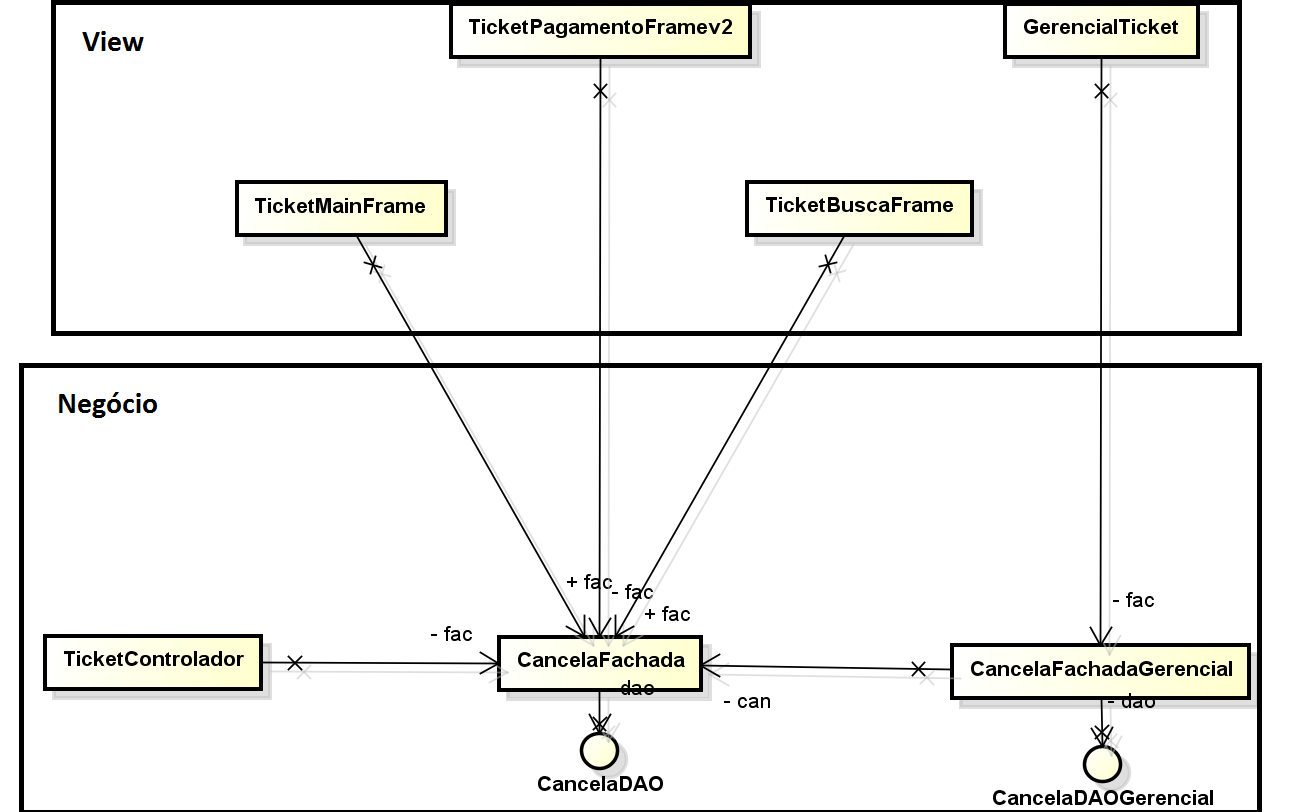 TicketPagamentoFramev2
GerencialTicket
View
TicketMainFrame
TicketBuscaFrame
Negócio
+ fac
- fac
+ fac
- fac
- fac
TicketControlador
CancelaFachada
CancelaFachadaGerencial
dao
- can
- dao
CancelaDAO
CancelaDAOGerencial